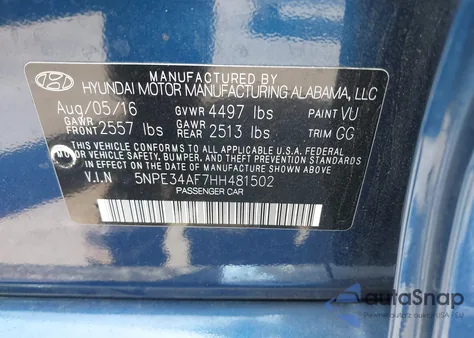 MANUFACTURED BY
HYUNDAI MOTOR MANUFACTURING ALABAMA, LLC
Aug/05/16 GVWR 4497 lbs PAINT VU
GAWR FRONT 2557 lbs GAWR REAR 2513 lbs TRIM GG
THIS VEHICLE CONFORMS TO ALL APPLICABLE U.S.A. FEDERAL
MOTOR VEHICLE SAFETY, BUMPER, AND THEFT PREVENTION STANDARDS
IN EFFECT ON THE DATE OF MANUFACTURE SHOWN ABOVE.
V.I.N 5NPE34AF7HH481502
PASSENGER CAR
autoSnap